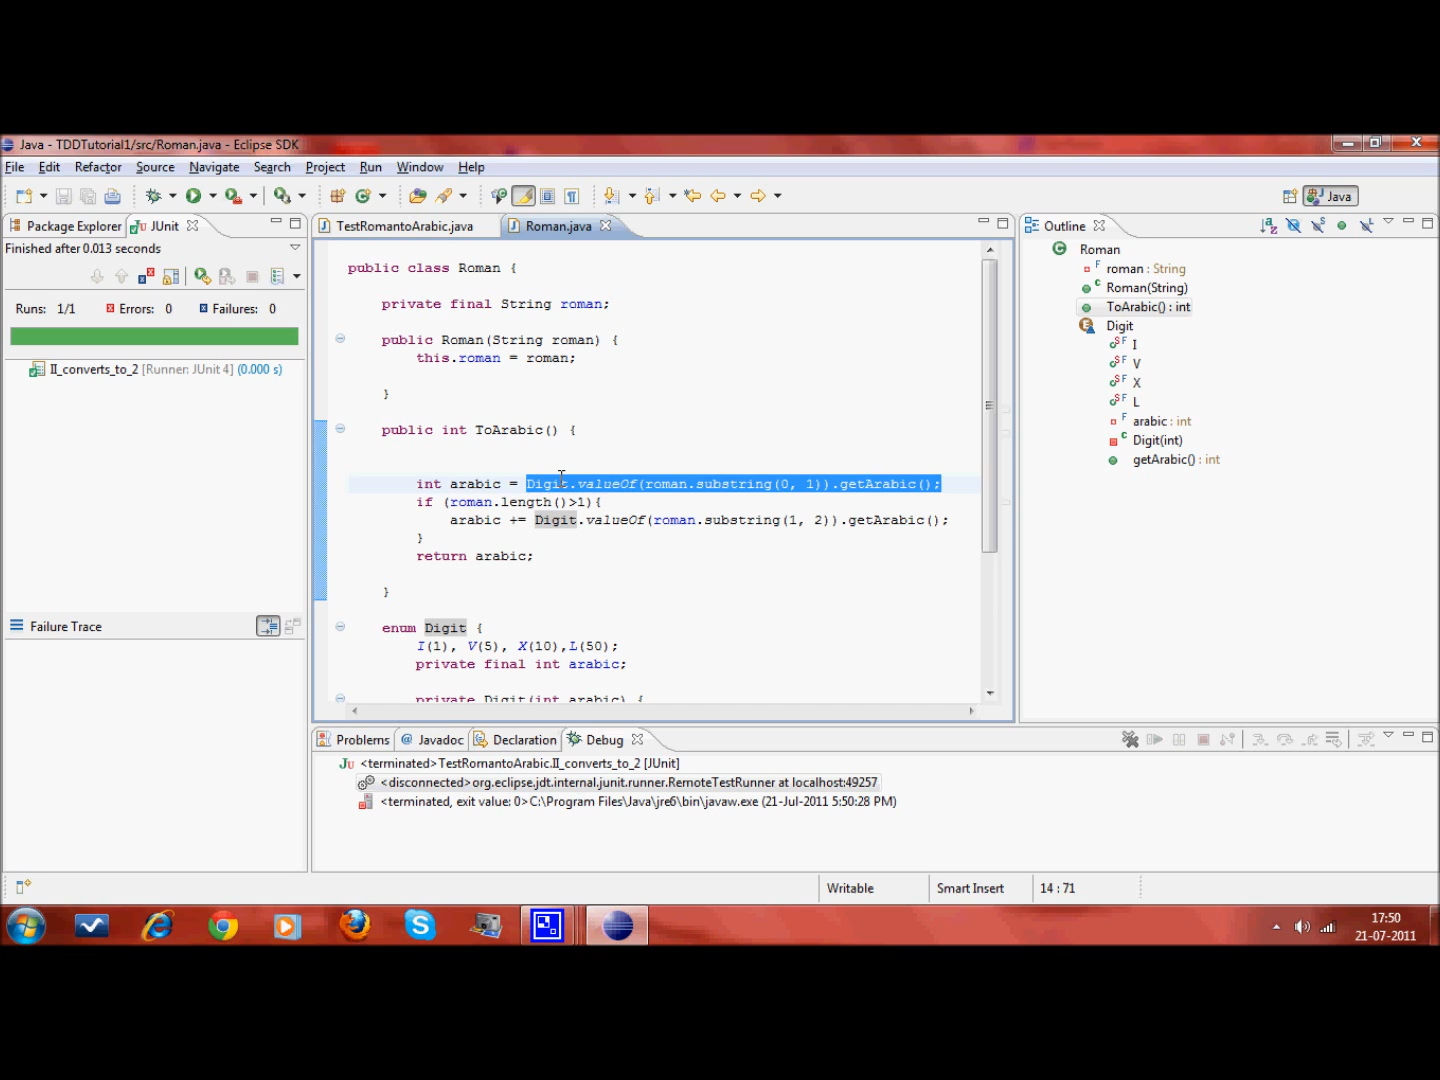 Java - TDDTutorial1/src/Roman.java - Eclipse SDK
File Edit Refactor Source Navigate Search Project Run Window Help
Java
Package Explorer JUnit
TestRomantoArabic.java Roman.java
Outline
Finished after 0.013 seconds
Runs: 1/1 Errors: 0 Failures: 0
II_converts_to_2 [Runner: JUnit 4] (0.000 s)
Failure Trace
public class Roman {
private final String roman;
public Roman(String roman) {
this.roman = roman;
}
public int ToArabic() {
int arabic = Digit.valueOf(roman.substring(0, 1)).getArabic();
if (roman.length()>1){
arabic += Digit.valueOf(roman.substring(1, 2)).getArabic();
}
return arabic;
}
enum Digit {
I(1), V(5), X(10),L(50);
private final int arabic;
private Digit(int arabic) {
Roman
roman : String
Roman(String)
ToArabic() : int
Digit
I
V
X
L
arabic : int
Digit(int)
getArabic() : int
Problems Javadoc Declaration Debug
<terminated>TestRomantoArabic.II_converts_to_2 [JUnit]
<disconnected>org.eclipse.jdt.internal.junit.runner.RemoteTestRunner at localhost:49257
<terminated, exit value: 0>C:\Program Files\Java\jre6\bin\javaw.exe (21-Jul-2011 5:50:28 PM)
Writable Smart Insert 14 : 71
17:50
21-07-2011